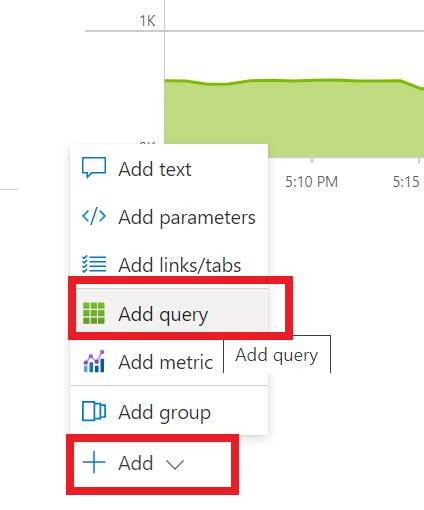 1K
5:10 PM
5:15
Add text
Add parameters
Add links/tabs
Add query
Add metric
Add query
Add group
Add